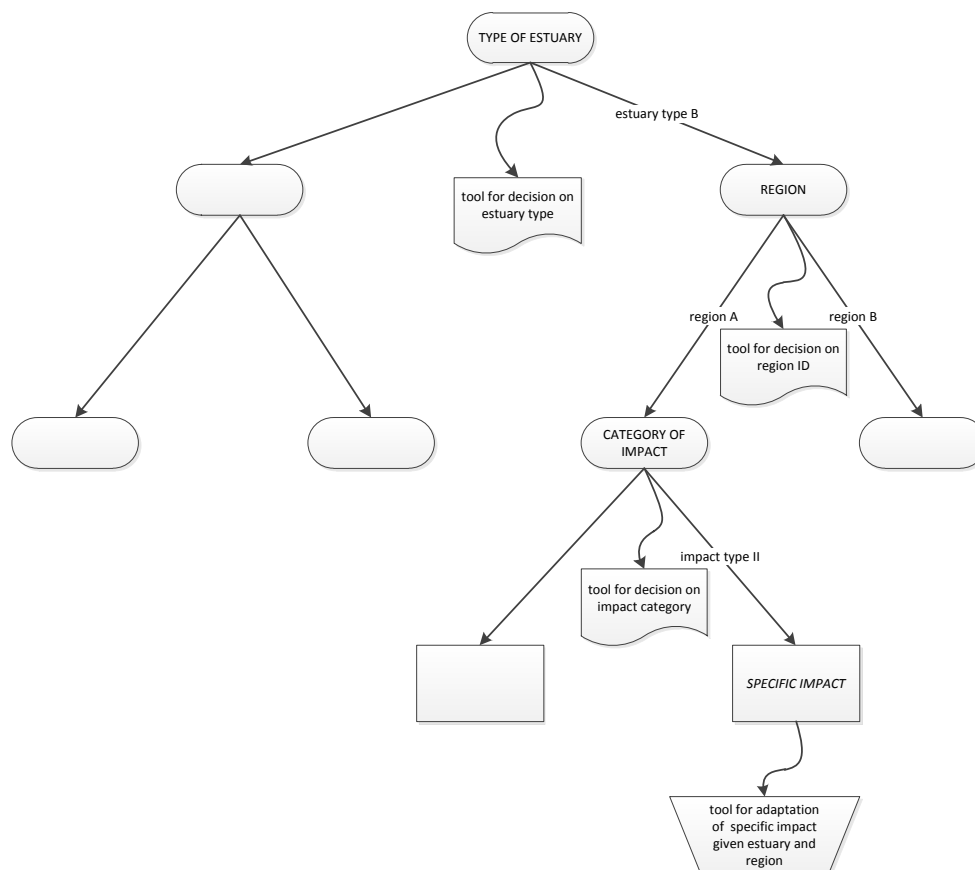 TYPE OF ESTUARY
estuary type B
tool for decision on
estuary type
REGION
region A
region B
tool for decision on
region ID
CATEGORY OF
IMPACT
impact type II
tool for decision on
impact category
SPECIFIC IMPACT
tool for adaptation
of specific impact
given estuary and
region